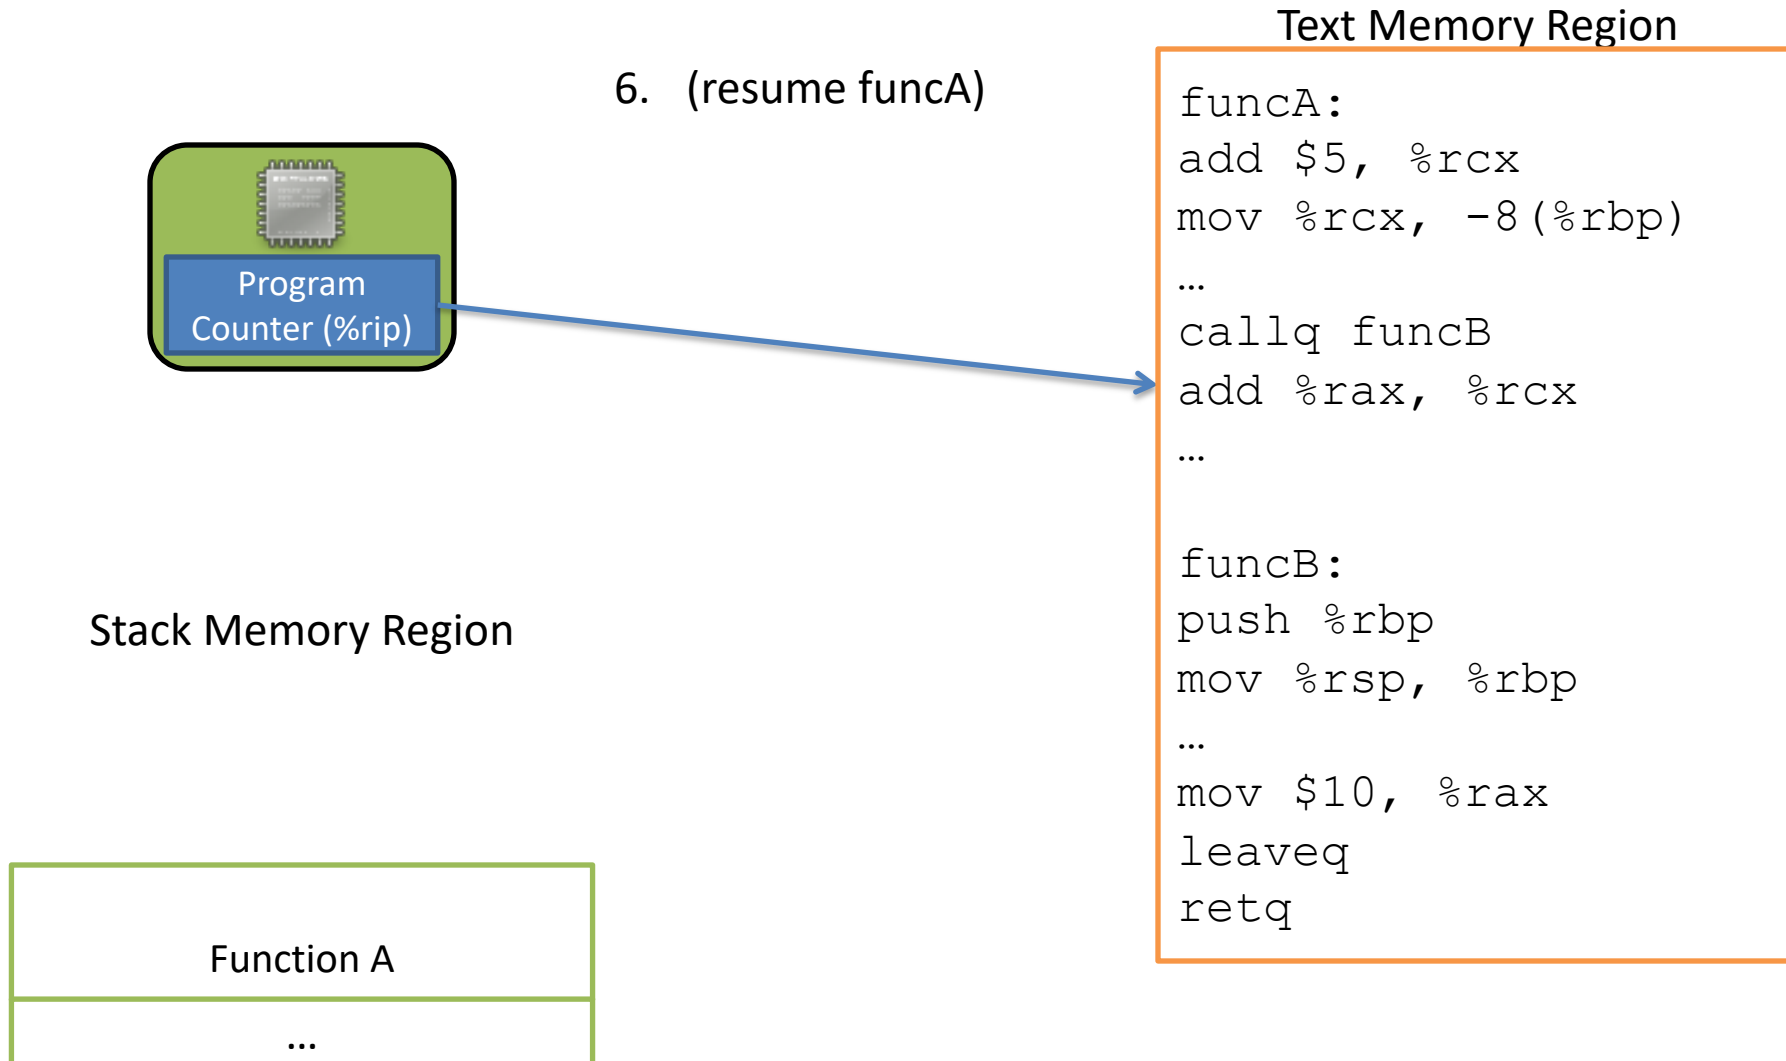 Text Memory Region
6. (resume funcA)
Program
Counter (%rip)
funcA:
add $5, %rcx
mov %rcx, -8(%rbp)
…
callq funcB
add %rax, %rcx
…
funcB:
push %rbp
mov %rsp, %rbp
…
mov $10, %rax
leaveq
retq
Stack Memory Region
Function A
…